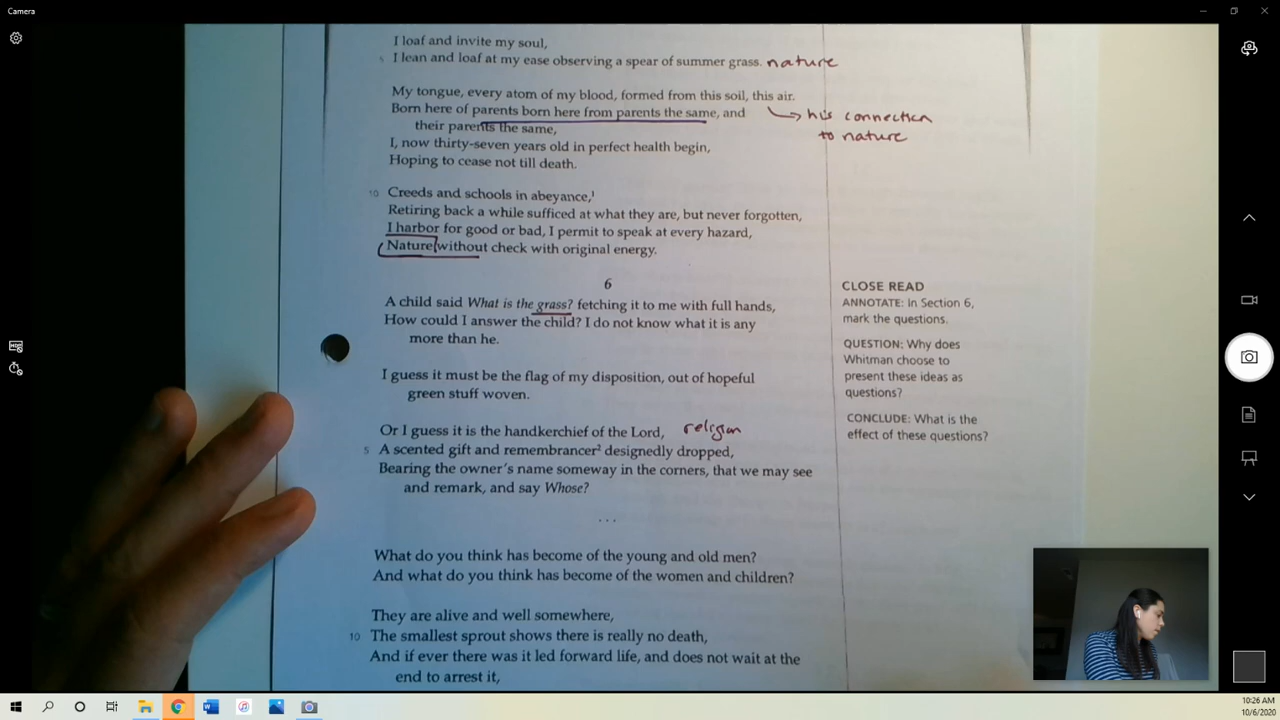 Camera
I loaf and invite my soul,
5 I lean and loaf at my ease observing a spear of summer grass. nature
My tongue, every atom of my blood, formed from this soil, this air.
Born here of parents born here from parents the same, and
their parents the same,
his connection
to nature
I, now thirty-seven years old in perfect health begin,
Hoping to cease not till death.
10 Creeds and schools in abeyance,1
Retiring back a while sufficed at what they are, but never forgotten,
I harbor for good or bad, I permit to speak at every hazard,
Nature without check with original energy.
6
A child said What is the grass? fetching it to me with full hands,
How could I answer the child? I do not know what it is any
more than he.
I guess it must be the flag of my disposition, out of hopeful
green stuff woven.
Or I guess it is the handkerchief of the Lord, religion
5 A scented gift and remembrancer2 designedly dropped,
Bearing the owner's name someway in the corners, that we may see
and remark, and say Whose?
...
What do you think has become of the young and old men?
And what do you think has become of the women and children?
They are alive and well somewhere,
10 The smallest sprout shows there is really no death,
And if ever there was it led forward life, and does not wait at the
end to arrest it,
CLOSE READ
ANNOTATE: In Section 6,
mark the questions.
QUESTION: Why does
Whitman choose to
present these ideas as
questions?
CONCLUDE: What is the
effect of these questions?
10:26 AM
10/6/2020